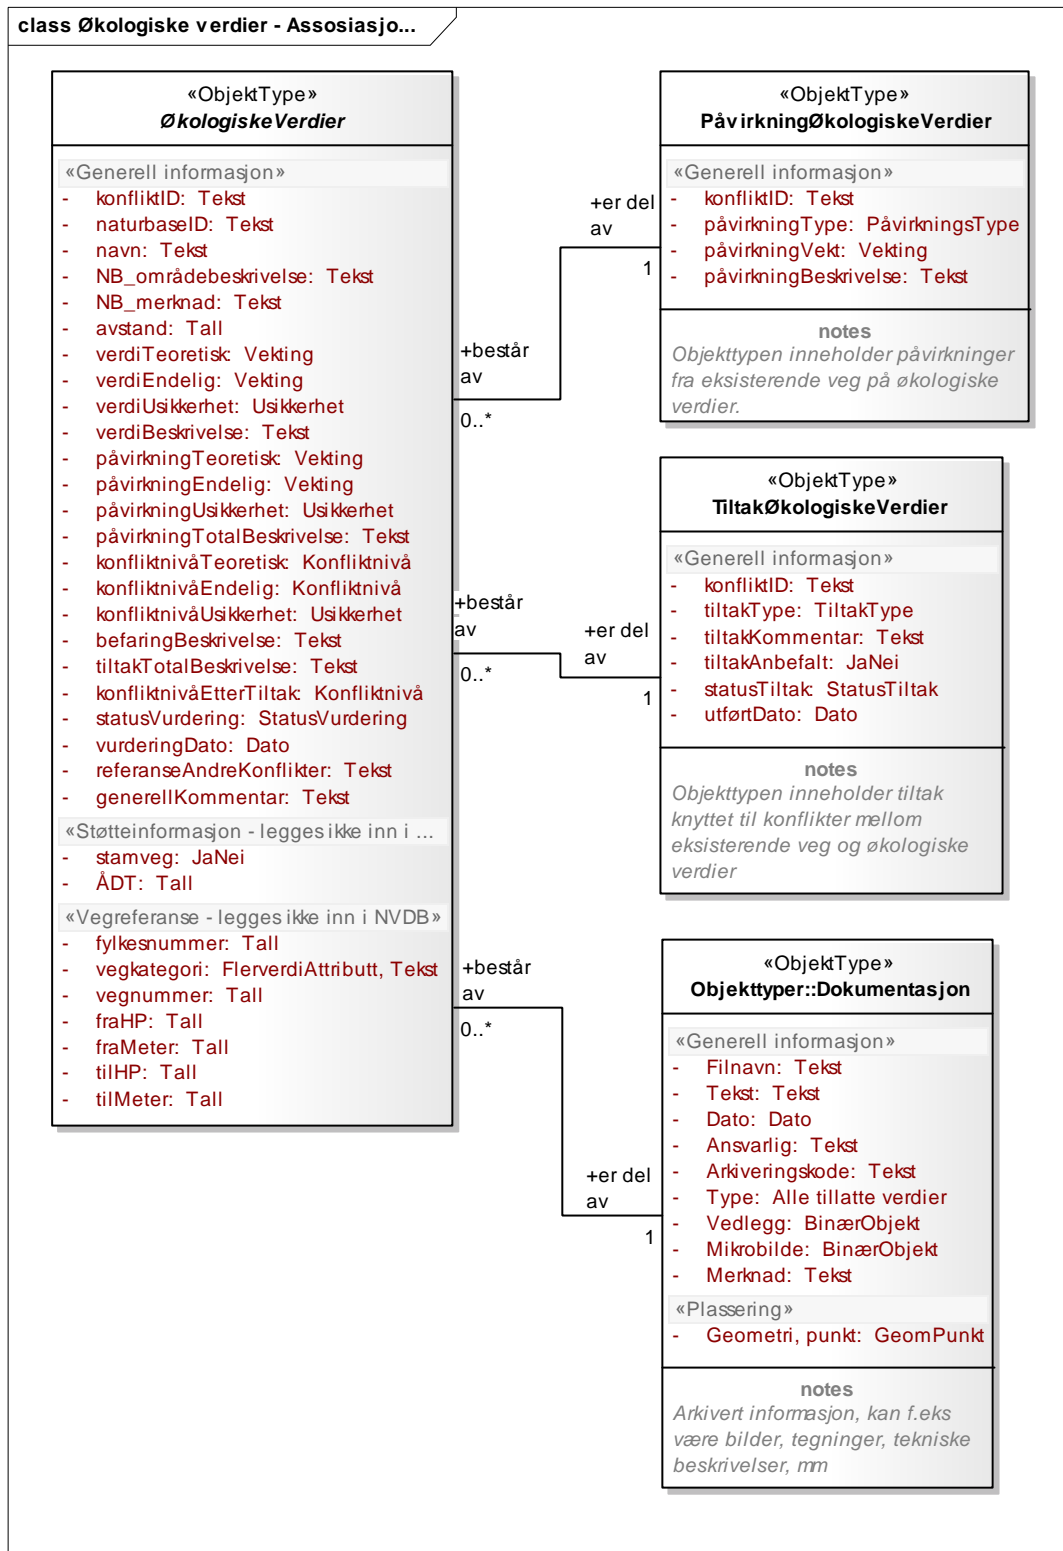 class Økologiske verdier - Assosiasjo...
«ObjektType»
ØkologiskeVerdier
«Generell informasjon»
- konfliktID: Tekst
- naturbaseID: Tekst
- navn: Tekst
- NB_områdebeskrivelse: Tekst
- NB_merknad: Tekst
- avstand: Tall
- verdiTeoretisk: Vekting
- verdiEndelig: Vekting
- verdiUsikkerhet: Usikkerhet
- verdiBeskrivelse: Tekst
- påvirkningTeoretisk: Vekting
- påvirkningEndelig: Vekting
- påvirkningUsikkerhet: Usikkerhet
- påvirkningTotalBeskrivelse: Tekst
- konfliktnivåTeoretisk: Konfliktnivå
- konfliktnivåEndelig: Konfliktnivå
- konfliktnivåUsikkerhet: Usikkerhet
- befaringBeskrivelse: Tekst
- tiltakTotalBeskrivelse: Tekst
- konfliktnivåEtterTiltak: Konfliktnivå
- statusVurdering: StatusVurdering
- vurderingDato: Dato
- referanseAndreKonflikter: Tekst
- generellKommentar: Tekst
«Støtteinformasjon - legges ikke inn i ...
- stamveg: JaNei
- ÅDT: Tall
«Vegreferanse - legges ikke inn i NVDB»
- fylkesnummer: Tall
- vegkategori: FlerverdiAttributt, Tekst
- vegnummer: Tall
- fraHP: Tall
- fraMeter: Tall
- tilHP: Tall
- tilMeter: Tall
+består
av
0..*
+er del
av
1
«ObjektType»
PåvirkningØkologiskeVerdier
«Generell informasjon»
- konfliktID: Tekst
- påvirkningType: PåvirkningsType
- påvirkningVekt: Vekting
- påvirkningBeskrivelse: Tekst
notes
Objekttypen inneholder påvirkninger
fra eksisterende veg på økologiske
verdier.
+består
av
0..*
+er del
av
1
«ObjektType»
TiltakØkologiskeVerdier
«Generell informasjon»
- konfliktID: Tekst
- tiltakType: TiltakType
- tiltakKommentar: Tekst
- tiltakAnbefalt: JaNei
- statusTiltak: StatusTiltak
- utførtDato: Dato
notes
Objekttypen inneholder tiltak
knyttet til konflikter mellom
eksisterende veg og økologiske
verdier
+består
av
0..*
+er del
av
1
«ObjektType»
Objekttyper::Dokumentasjon
«Generell informasjon»
- Filnavn: Tekst
- Tekst: Tekst
- Dato: Dato
- Ansvarlig: Tekst
- Arkiveringskode: Tekst
- Type: Alle tillatte verdier
- Vedlegg: BinærObjekt
- Mikrobilde: BinærObjekt
- Merknad: Tekst
«Plassering»
- Geometri, punkt: GeomPunkt
notes
Arkivert informasjon, kan f.eks
være bilder, tegninger, tekniske
beskrivelser, mm